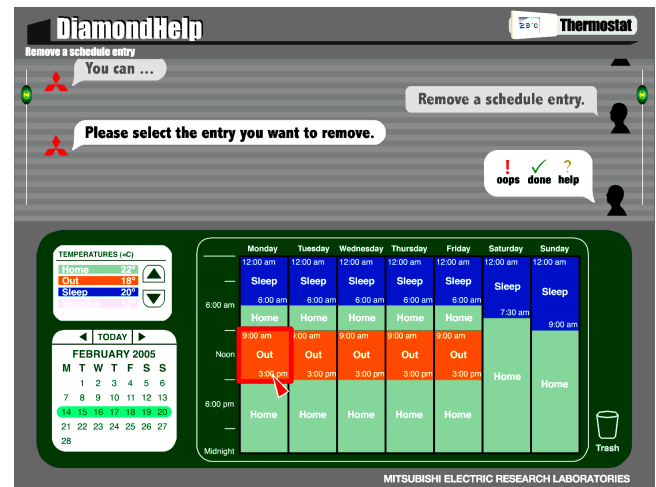 DiamondHelp
Thermostat
Remove a schedule entry
You can ...
Remove a schedule entry.
Please select the entry you want to remove.
! ✓ ?
oops done help
TEMPERATURES (°C)
Home 22°
Out 18°
Sleep 20°
TODAY
FEBRUARY 2005
M T W T F S S
1 2 3 4 5 6
7 8 9 10 11 12 13
14 15 16 17 18 19 20
21 22 23 24 25 26 27
28
Monday Tuesday Wednesday Thursday Friday Saturday Sunday
12:00 am 12:00 am 12:00 am 12:00 am 12:00 am 12:00 am 12:00 am
Sleep Sleep Sleep Sleep Sleep Sleep Sleep
6:00 am 6:00 am 6:00 am 6:00 am 6:00 am 6:00 am
7:30 am
Home Home Home Home Home
9:00 am
9:00 am 9:00 am 9:00 am 9:00 am 9:00 am
Noon Out Out Out Out Out
3:00 pm 3:00 pm 3:00 pm 3:00 pm 3:00 pm
Home
6:00 pm Home Home Home Home Home Home
Midnight
Trash
MITSUBISHI ELECTRIC RESEARCH LABORATORIES